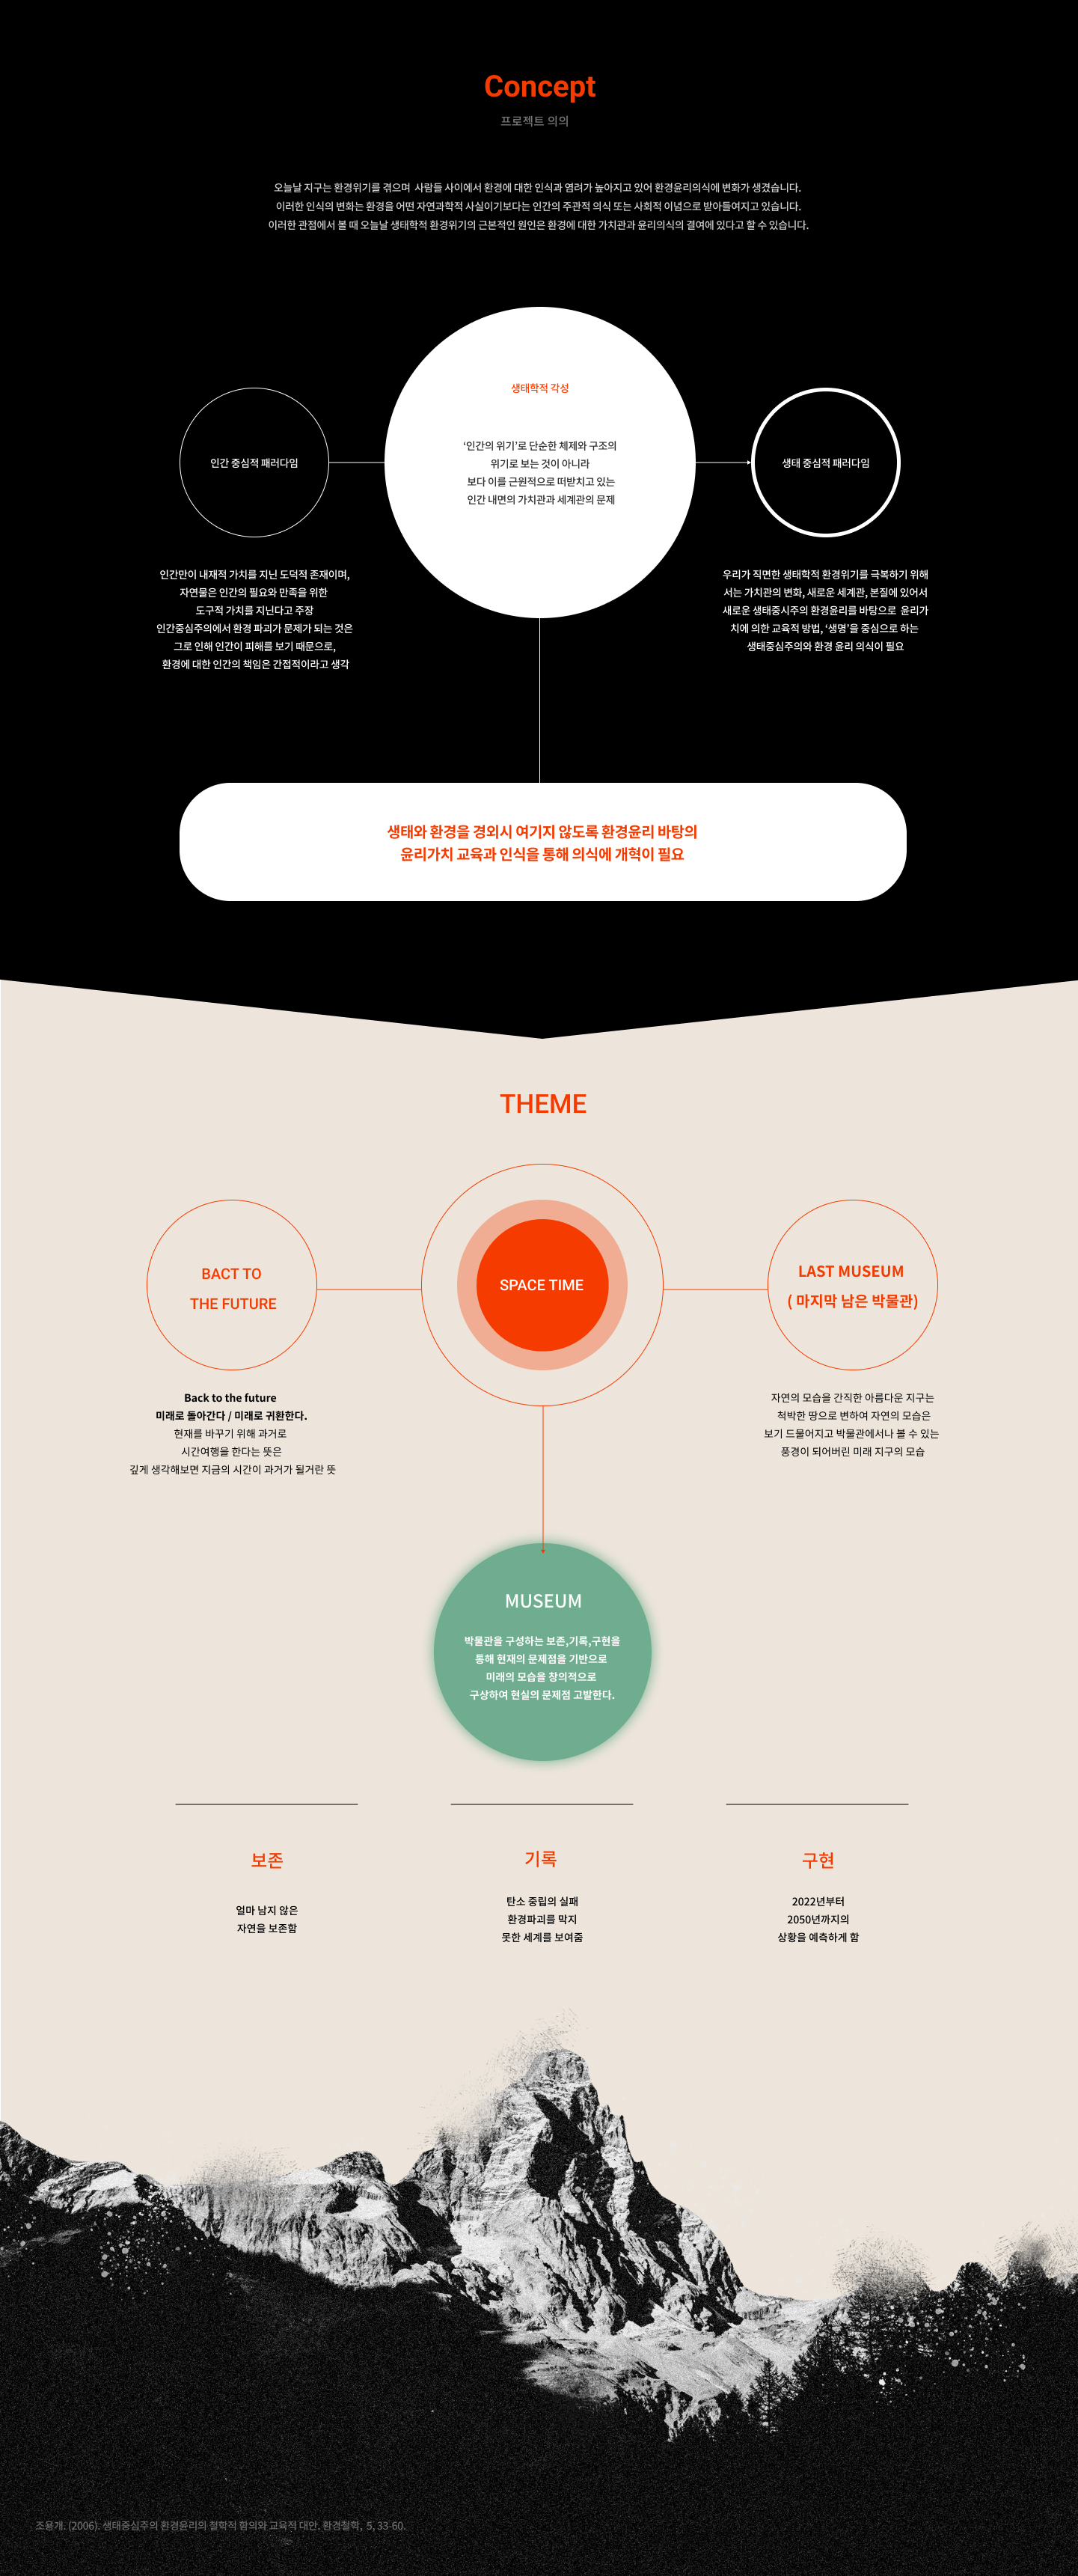 Concept
프로젝트 의의
오늘날 지구는 환경위기를 겪으며 사람들 사이에서 환경에 대한 인식과 염려가 높아지고 있어 환경윤리의식에 변화가 생겼습니다.
이러한 인식의 변화는 환경을 어떤 자연과학적 사실이기보다는 인간의 주관적 의식 또는 사회적 이념으로 받아들여지고 있습니다.
이러한 관점에서 볼 때 오늘날 생태학적 환경위기의 근본적인 원인은 환경에 대한 가치관과 윤리의식의 결여에 있다고 할 수 있습니다.
인간 중심적 패러다임
인간만이 내재적 가치를 지닌 도덕적 존재이며,
자연물은 인간의 필요와 만족을 위한
도구적 가치를 지닌다고 주장
인간중심주의에서 환경 파괴가 문제가 되는 것은
그로 인해 인간이 피해를 보기 때문으로,
환경에 대한 인간의 책임은 간접적이라고 생각
생태학적 각성
‘인간의 위기’로 단순한 체제와 구조의
위기로 보는 것이 아니라
보다 이를 근원적으로 떠받치고 있는
인간 내면의 가치관과 세계관의 문제
생태 중심적 패러다임
우리가 직면한 생태학적 환경위기를 극복하기 위해
서는 가치관의 변화, 새로운 세계관, 본질에 있어서
새로운 생태중시주의 환경윤리를 바탕으로 윤리가
치에 의한 교육적 방법, ‘생명’을 중심으로 하는
생태중심주의와 환경 윤리 의식이 필요
생태와 환경을 경외시 여기지 않도록 환경윤리 바탕의
윤리가치 교육과 인식을 통해 의식에 개혁이 필요
THEME
BACT TO
THE FUTURE
Back to the future
미래로 돌아간다 / 미래로 귀환한다.
현재를 바꾸기 위해 과거로
시간여행을 한다는 뜻은
깊게 생각해보면 지금의 시간이 과거가 될거란 뜻
SPACE TIME
LAST MUSEUM
( 마지막 남은 박물관)
자연의 모습을 간직한 아름다운 지구는
척박한 땅으로 변하여 자연의 모습은
보기 드물어지고 박물관에서나 볼 수 있는
풍경이 되어버린 미래 지구의 모습
MUSEUM
박물관을 구성하는 보존,기록,구현을
통해 현재의 문제점을 기반으로
미래의 모습을 창의적으로
구상하여 현실의 문제점 고발한다.
보존
얼마 남지 않은
자연을 보존함
기록
탄소 중립의 실패
환경파괴를 막지
못한 세계를 보여줌
구현
2022년부터
2050년까지의
상황을 예측하게 함
조용개. (2006). 생태중심주의 환경윤리의 철학적 함의와 교육적 대안. 환경철학, 5, 33-60.